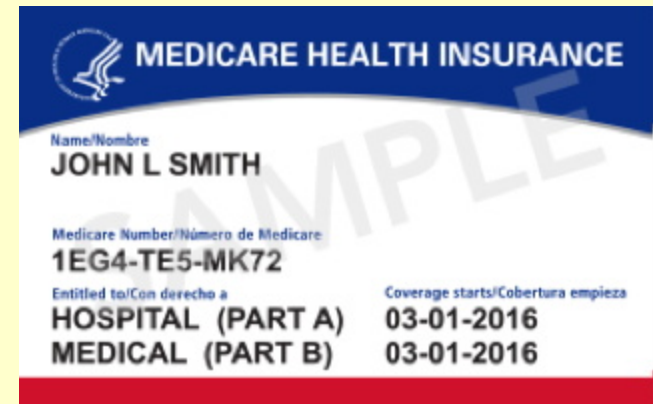 MEDICARE HEALTH INSURANCE
Name/Nombre
JOHN L SMITH
Medicare Number/Número de Medicare
1EG4-TE5-MK72
Entitled to/Con derecho a Coverage starts/Cobertura empieza
HOSPITAL (PART A) 03-01-2016
MEDICAL (PART B) 03-01-2016
SAMPLE